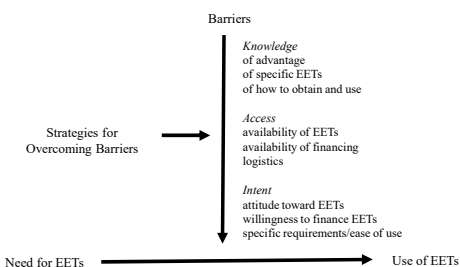 Barriers
Knowledge
of advantage
of specific EETs
of how to obtain and use
Strategies for
Overcoming Barriers
Access
availability of EETs
availability of financing
logistics
Intent
attitude toward EETs
willingness to finance EETs
specific requirements/ease of use
Need for EETs
Use of EETs